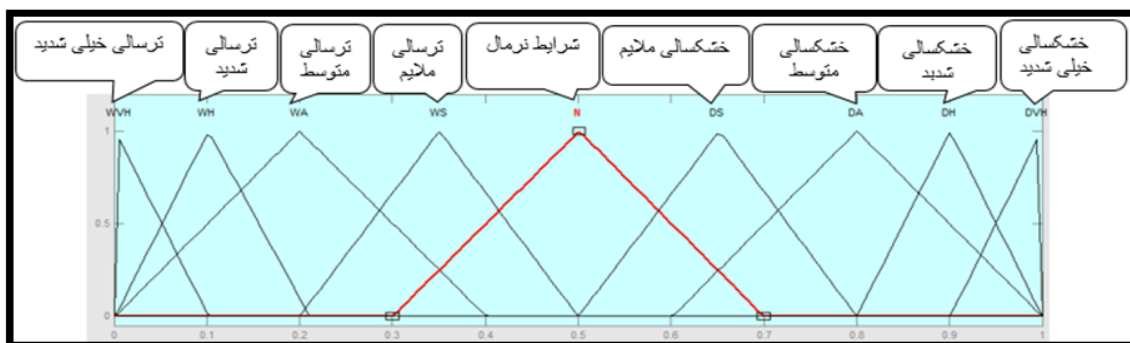 ترسالی خیلی شدید
ترسالی
شدید
ترسالی
متوسط
ترسالی
ملایم
شرایط نرمال
خشکسالی ملایم
خشکسالی
متوسط
خشکسالی
شدید
خشکسالی
خیلی شدید
WVH WH WA WS N DS DA DH DVH
1
0.5
0
0 0.1 0.2 0.3 0.4 0.5 0.6 0.7 0.8 0.9 1